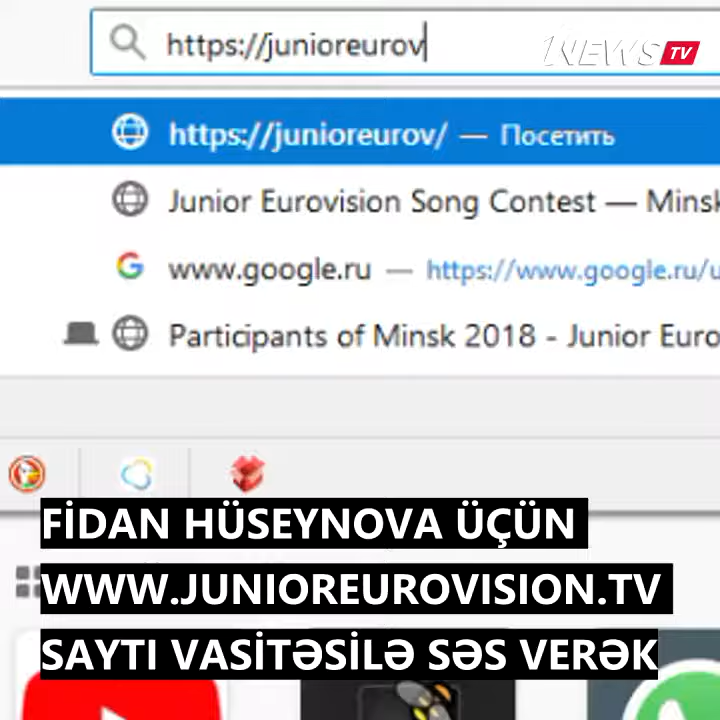 https://junioreurov
1NEWS TV
https://junioreurov/ — Посетить
Junior Eurovision Song Contest — Minsk
www.google.ru — https://www.google.ru/u
Participants of Minsk 2018 - Junior Euro
FİDAN HÜSEYNOVA ÜÇÜN
WWW.JUNIOREUROVISION.TV
SAYTI VASİTƏSİLƏ SƏS VERƏK